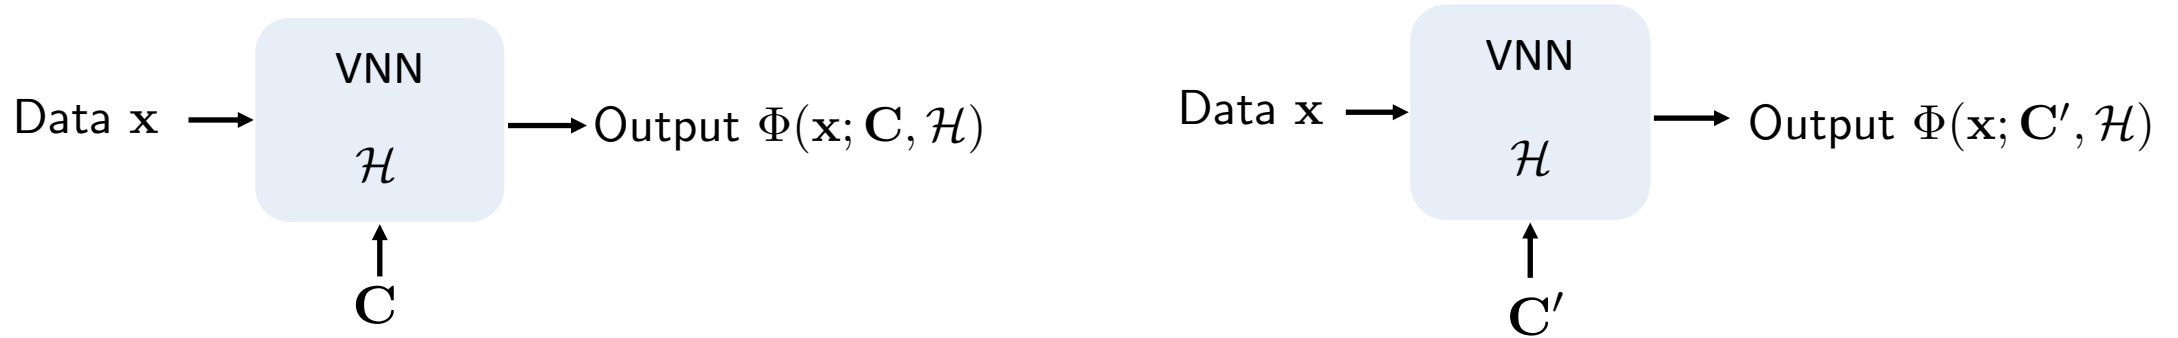 VNN
Data x
Output Φ(x; C, ℋ)
ℋ
C
VNN
Data x
Output Φ(x; C′, ℋ)
ℋ
C′